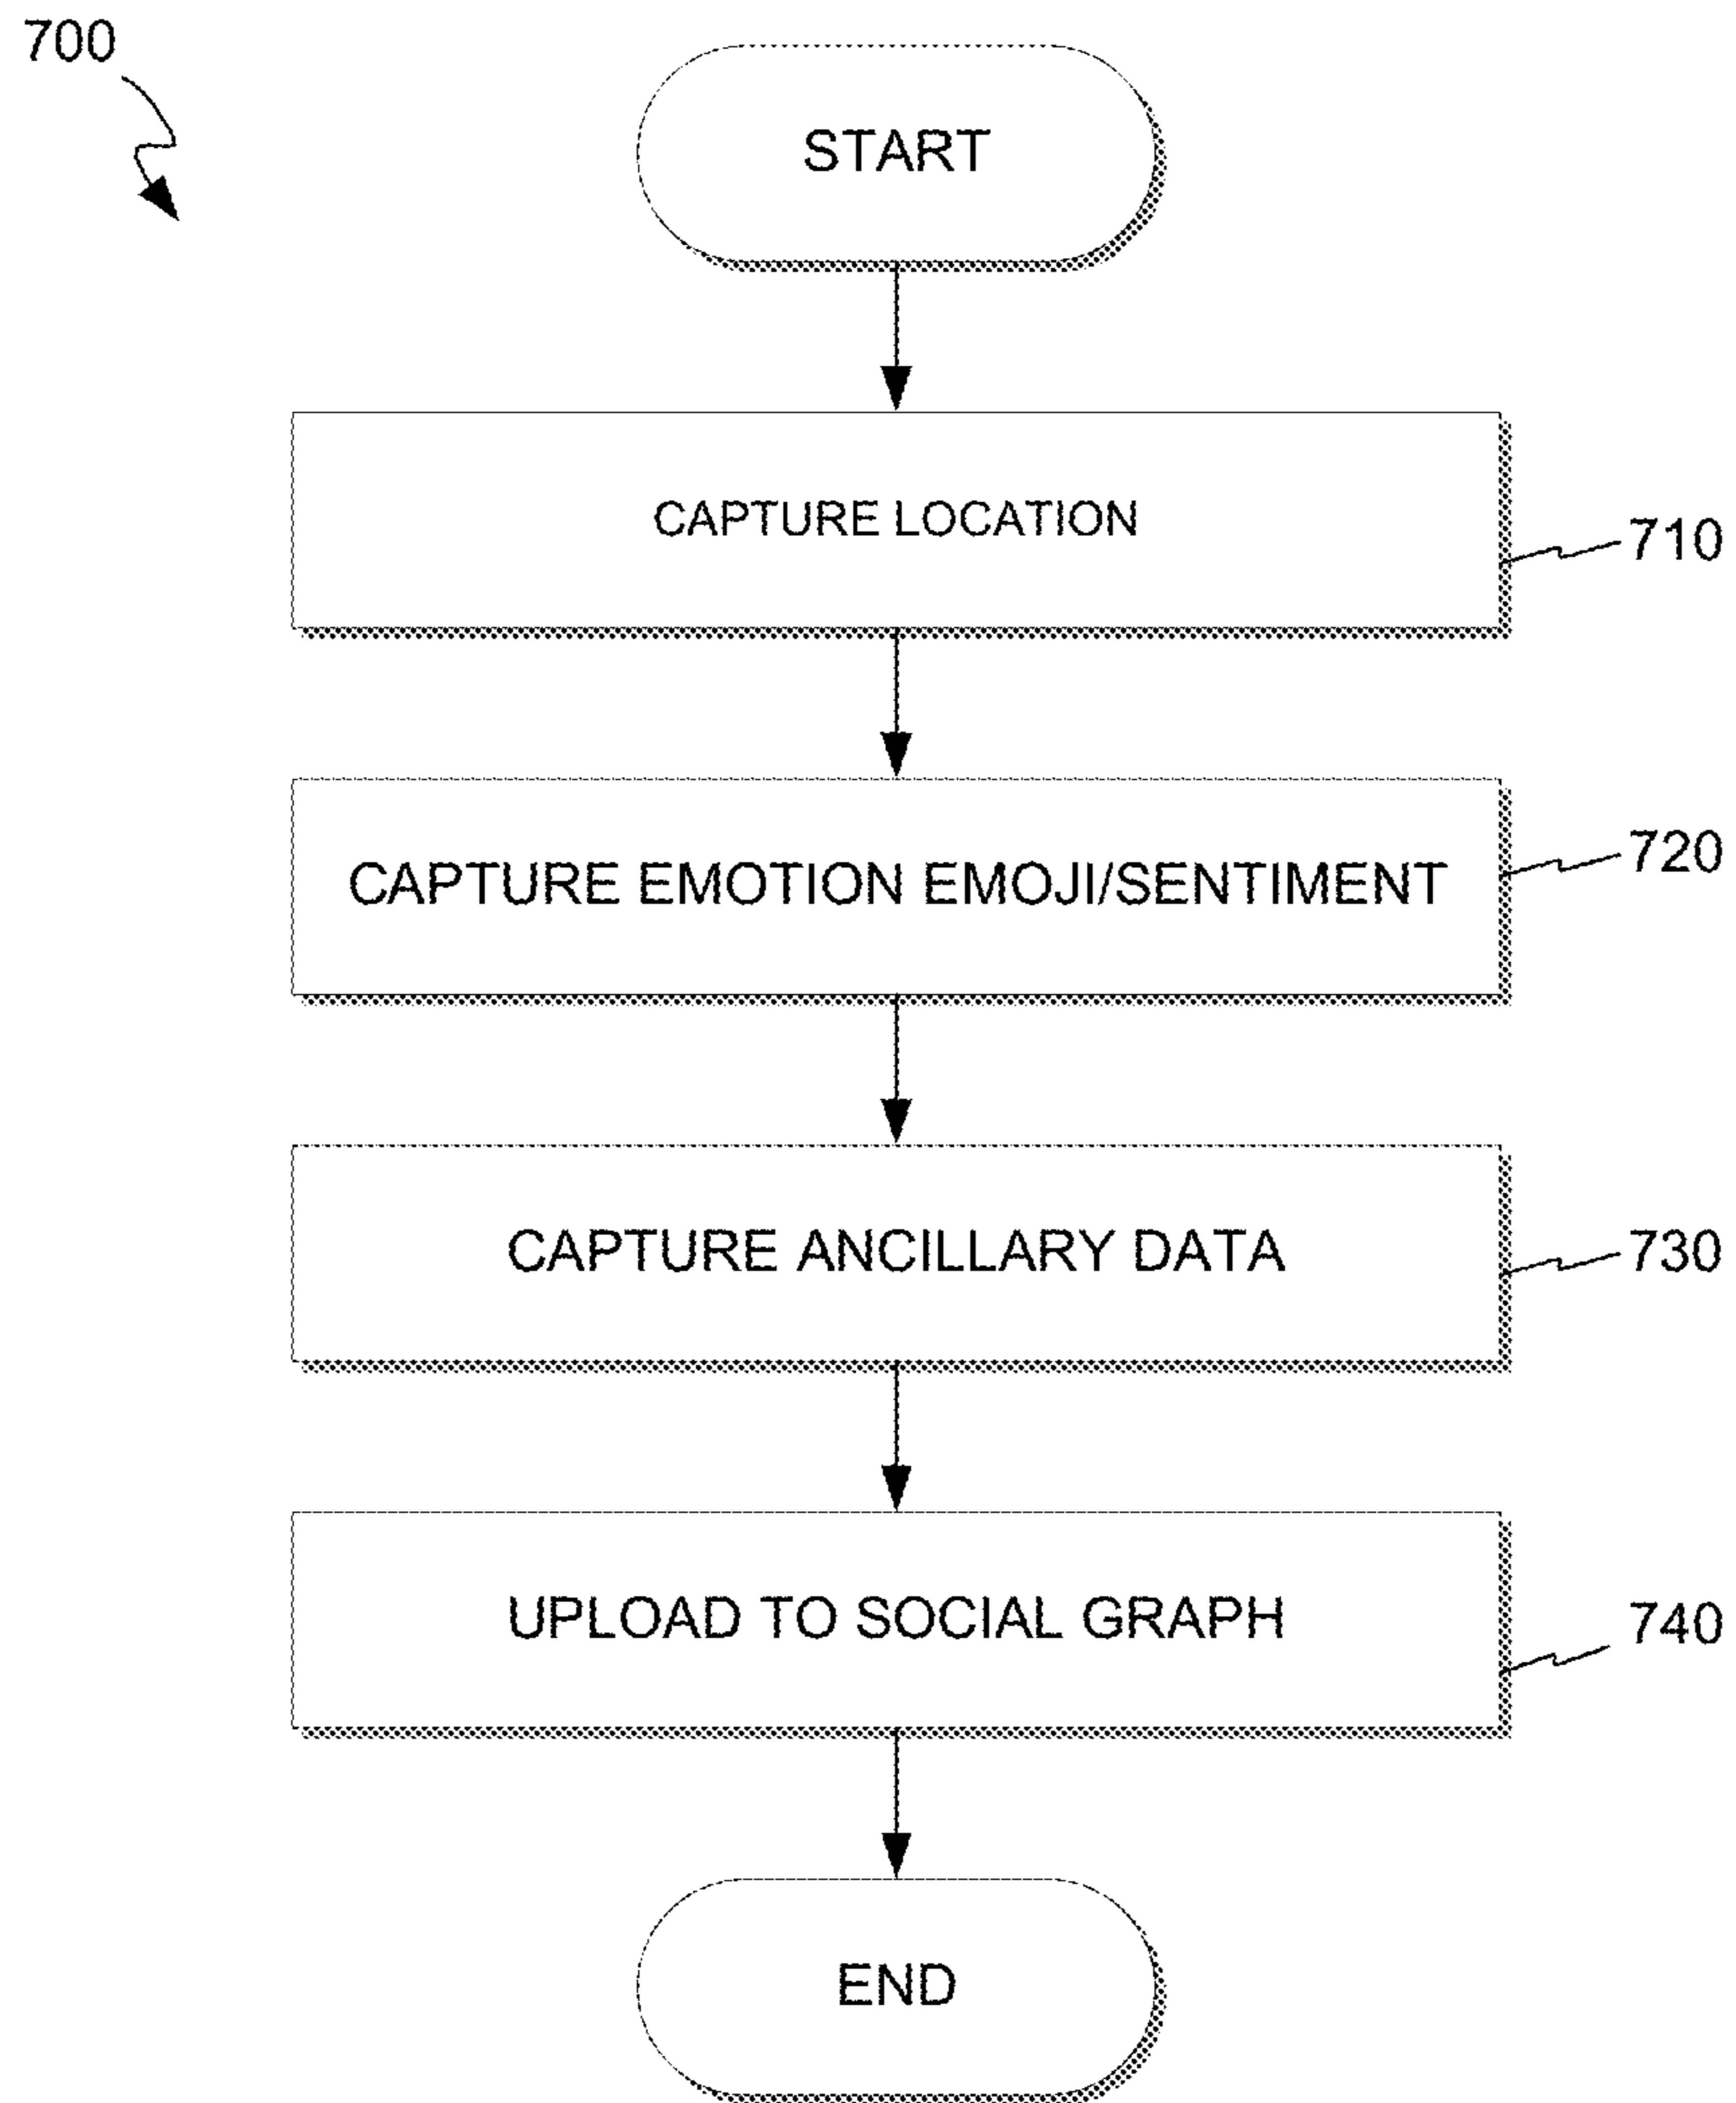 700
START
CAPTURE LOCATION
710
CAPTURE EMOTION EMOJI/SENTIMENT
720
CAPTURE ANCILLARY DATA
730
UPLOAD TO SOCIAL GRAPH
740
END